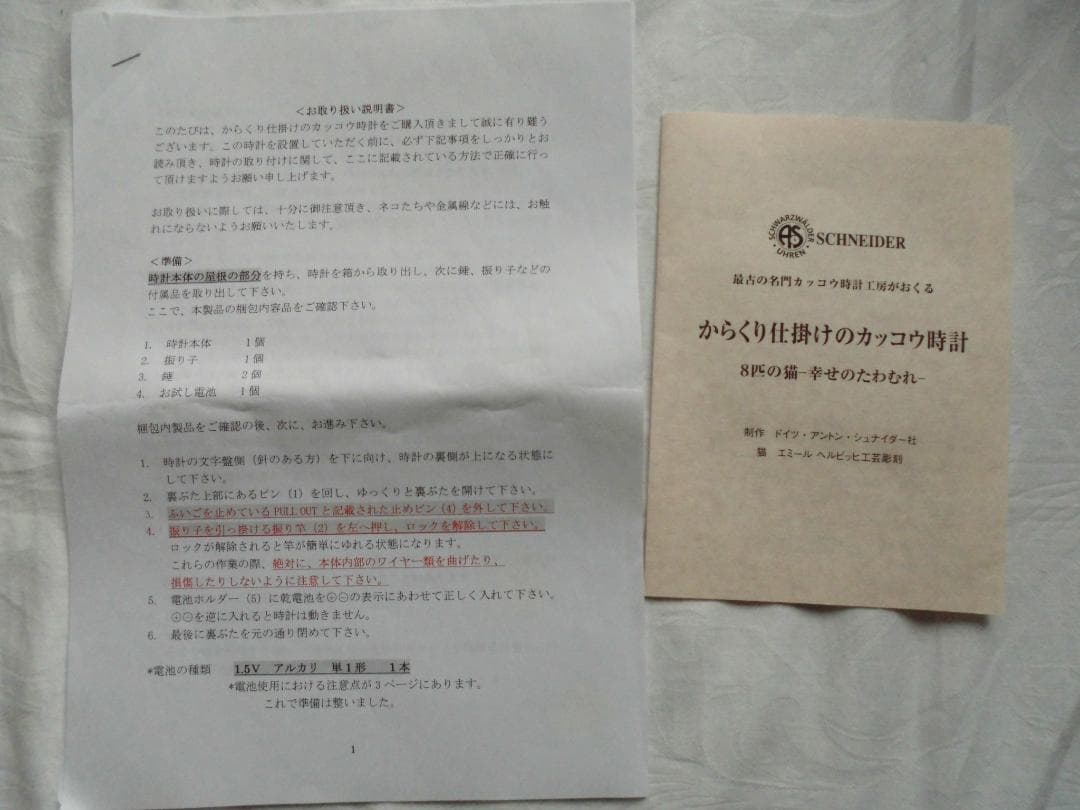 <お取り扱い説明書>
このたびは、からくり仕掛けのカッコウ時計をご購入頂きまして誠に有り難う
ございます。この時計を設置していただく前に、必ず下記事項をしっかりとお
読み頂き、時計の取り付けに関して、ここに記載されている方法で正確に行っ
て頂けますようお願い申し上げます。
お取り扱いに際しては、十分に御注意頂き、ネコたちや金属線などには、お触
れにならないようお願いいたします。
<準備>
時計本体の屋根の部分を持ち、時計を箱から取り出し、次に錘、振り子などの
付属品を取り出して下さい。
ここで、本製品の梱包内容品をご確認下さい。
1. 時計本体 1個
2. 振り子 1個
3. 錘 2個
4. お試し電池 1個
梱包内製品をご確認の後、次に、お進み下さい。
1. 時計の文字盤側（針のある方）を下に向け、時計の裏側が上になる状態に
して下さい。
2. 裏ぶた上部にあるピン（1）を回し、ゆっくりと裏ぶたを開けて下さい。
3. ふいごを止めているPULL OUTと記載された止めピン（4）を外して下さい。
4. 振り子を引っ掛ける振り竿（2）を左へ押し、ロックを解除して下さい。
ロックが解除されると竿が簡単にゆれる状態になります。
これらの作業の際、絶対に、本体内部のワイヤー類を曲げたり、
損傷したりしないように注意して下さい。
5. 電池ホルダー（5）に乾電池を⊕⊖の表示にあわせて正しく入れて下さい。
⊕⊖を逆に入れると時計は動きません。
6. 最後に裏ぶたを元の通り閉めて下さい。
*電池の種類 1.5V アルカリ 単1形 1本
*電池使用における注意点が3ページにあります。
これで準備は整いました。
1
SCHWARZWÄLDER
AS
UHREN
SCHNEIDER
最古の名門カッコウ時計工房がおくる
からくり仕掛けのカッコウ時計
8匹の猫−幸せのたわむれ−
制作 ドイツ・アントン・シュナイダー社
猫 エミール ヘルビッヒ工芸彫刻